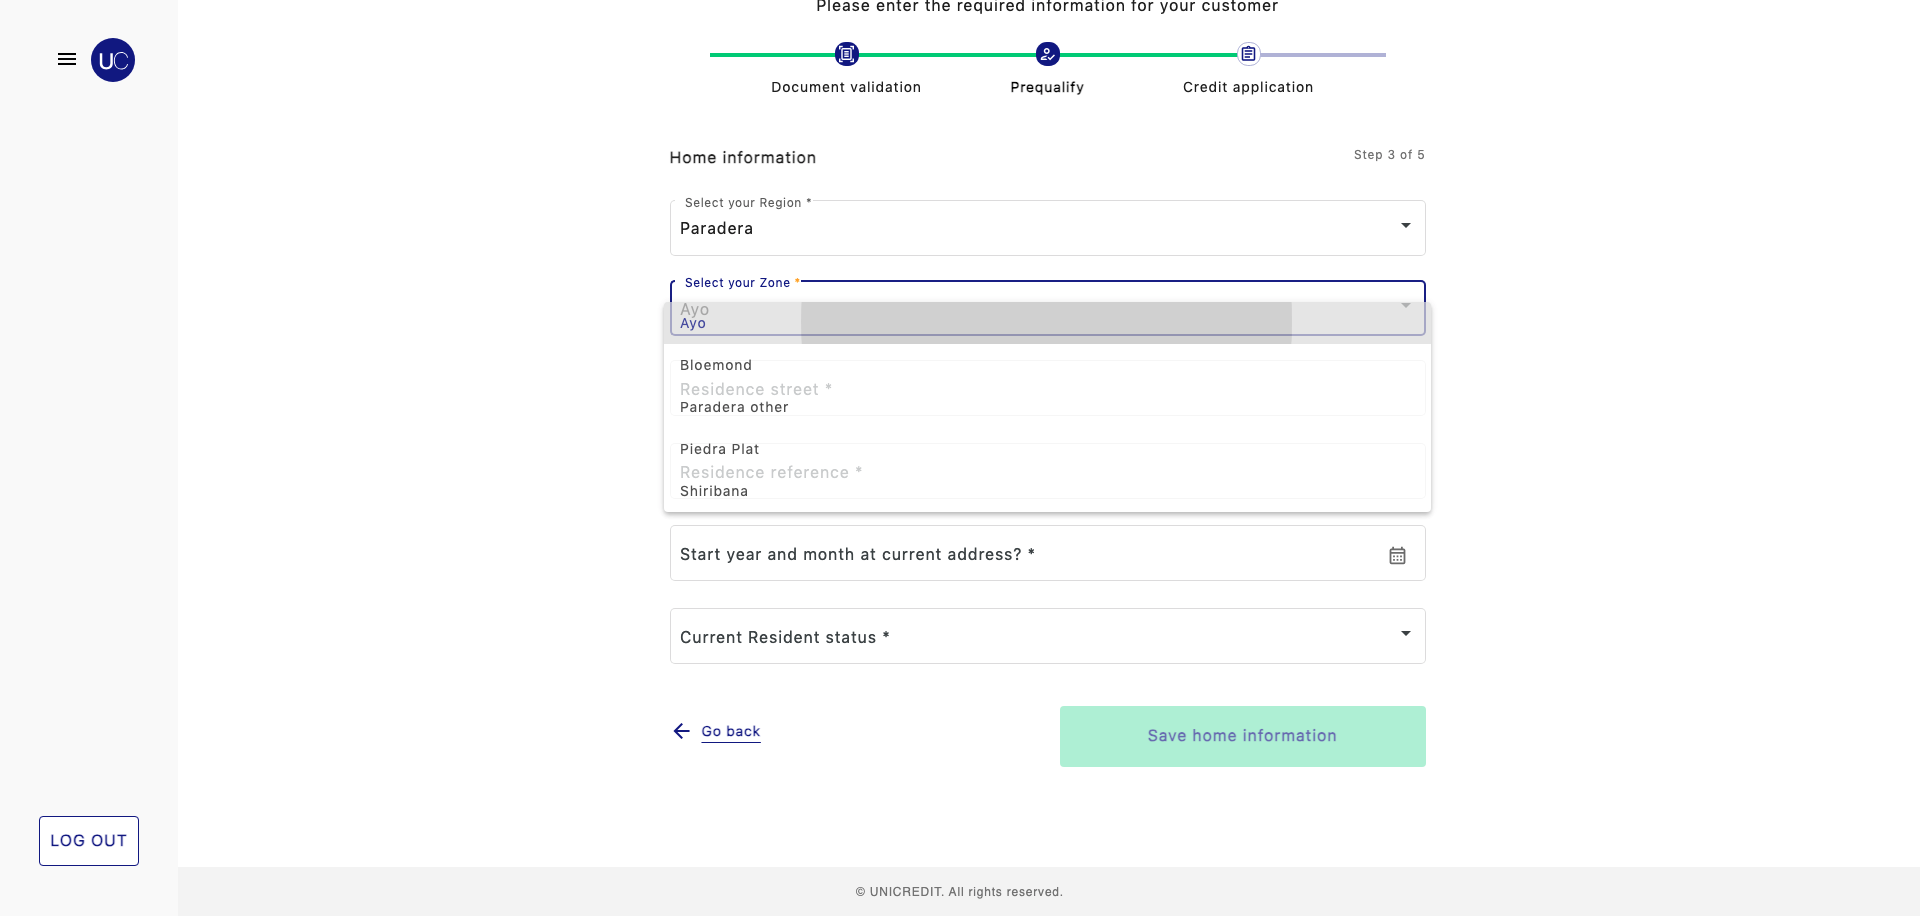 Please enter the required information for your customer
UC
Document validation
Prequalify
Credit application
Home information
Step 3 of 5
Select your Region *
Paradera
Select your Zone *
Ayo
Ayo
Bloemond
Residence street *
Paradera other
Piedra Plat
Residence reference *
Shiribana
Start year and month at current address? *
Current Resident status *
Go back
Save home information
LOG OUT
© UNICREDIT. All rights reserved.